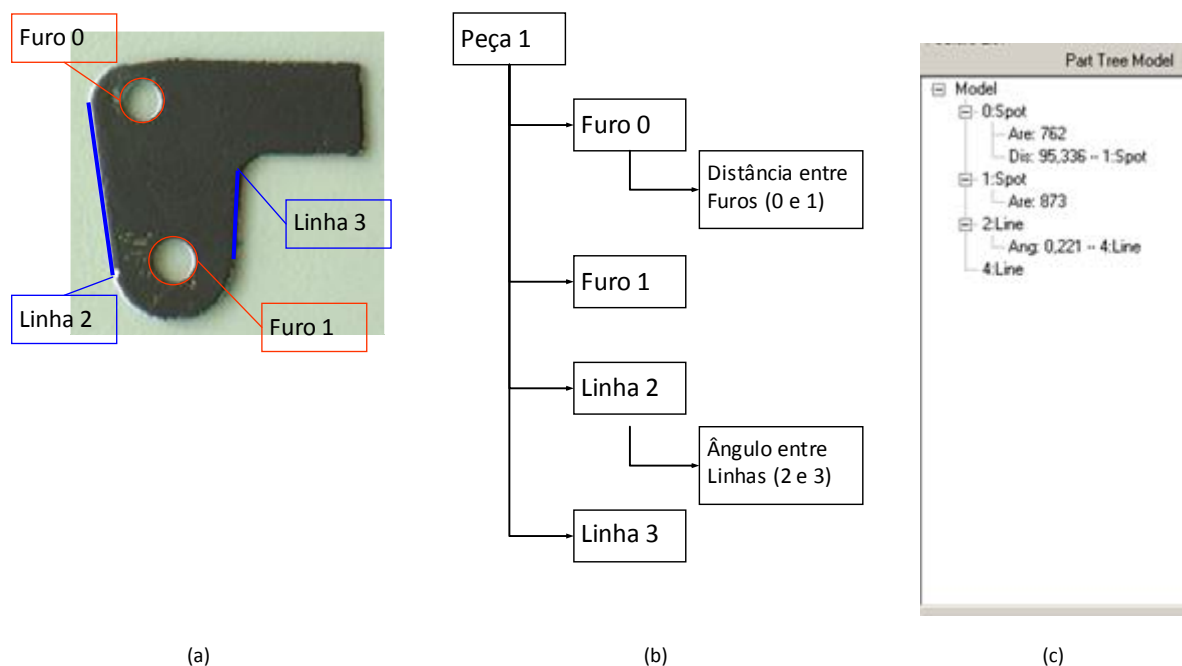 Furo 0
Linha 3
Linha 2
Furo 1
(a)
Peça 1
Furo 0
Distância entre
Furos (0 e 1)
Furo 1
Linha 2
Ângulo entre
Linhas (2 e 3)
Linha 3
(b)
Part Tree Model
Model
0:Spot
Are: 762
Dis: 95,336 -- 1:Spot
1:Spot
Are: 873
2:Line
Ang: 0,221 -- 4:Line
4:Line
(c)